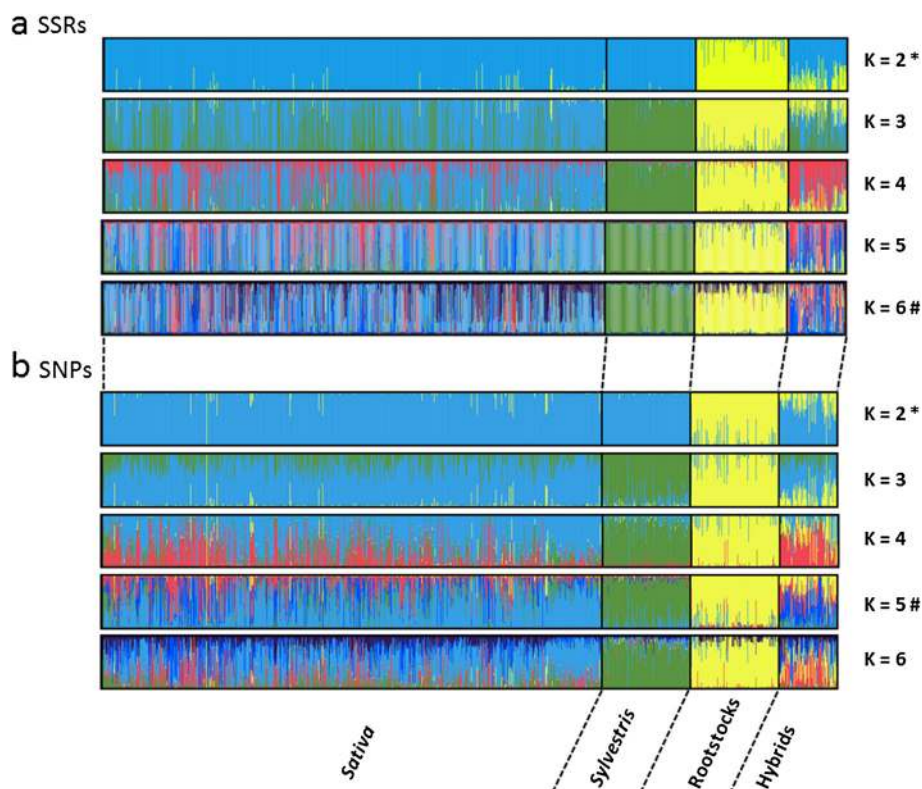 a SSRs
K = 2 *
K = 3
K = 4
K = 5
K = 6 #
b SNPs
K = 2 *
K = 3
K = 4
K = 5 #
K = 6
Sativa
Sylvestris
Rootstocks
Hybrids